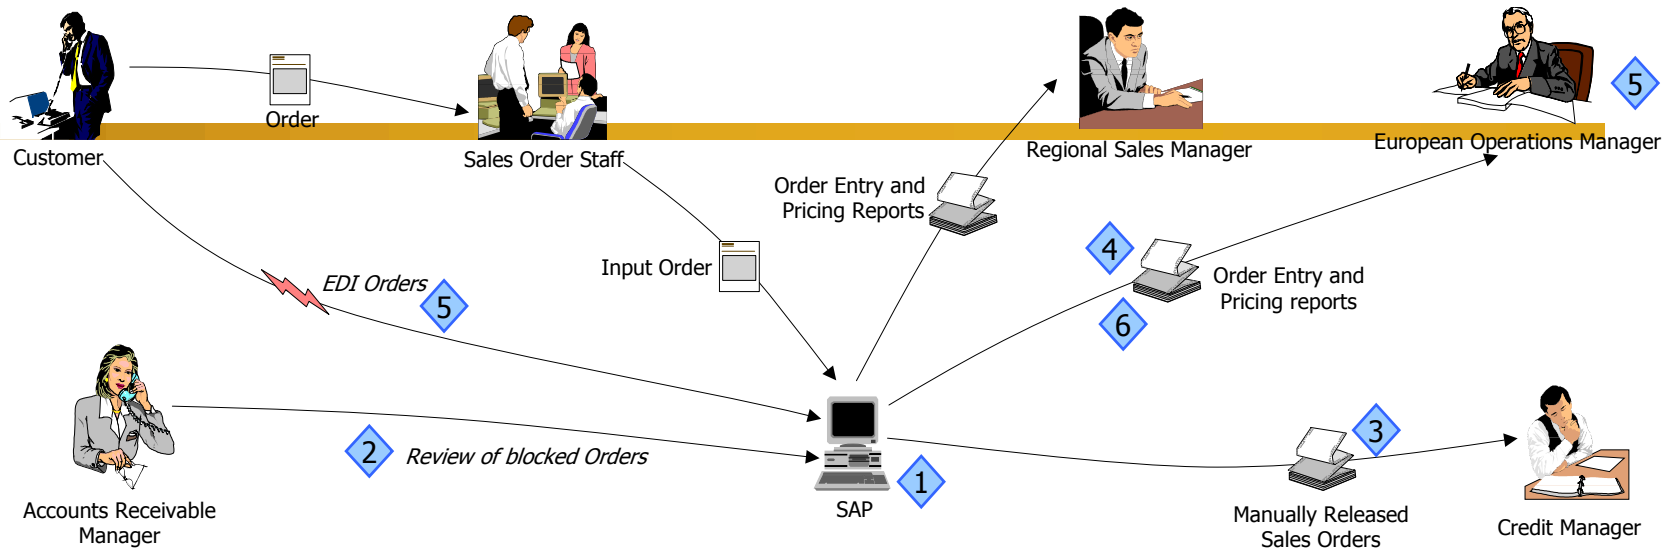 Order
5
Customer
Sales Order Staff
Regional Sales Manager
European Operations Manager
Order Entry and
Pricing Reports
4
Input Order
Order Entry and
Pricing reports
EDI Orders
5
6
2
Review of blocked Orders
3
1
SAP
Accounts Receivable
Manager
Manually Released
Sales Orders
Credit Manager